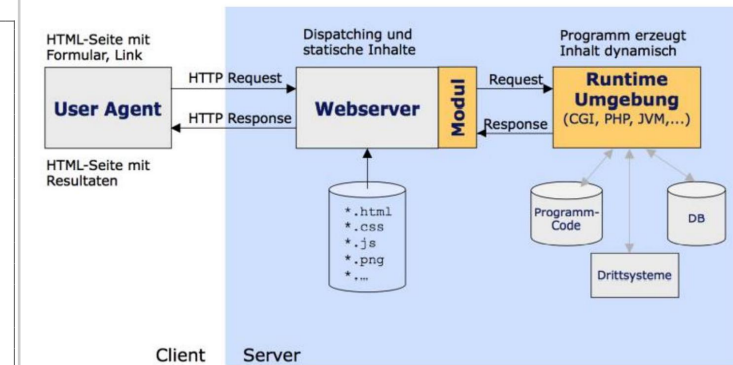 HTML-Seite mit
Formular, Link
Dispatching und
statische Inhalte
Programm erzeugt
Inhalt dynamisch
User Agent
HTTP Request
HTTP Response
Webserver
Modul
Request
Response
Runtime
Umgebung
(CGI, PHP, JVM,...)
HTML-Seite mit
Resultaten
*.html
*.css
*.js
*.png
*.…
Programm-
Code
DB
Drittsysteme
Client
Server